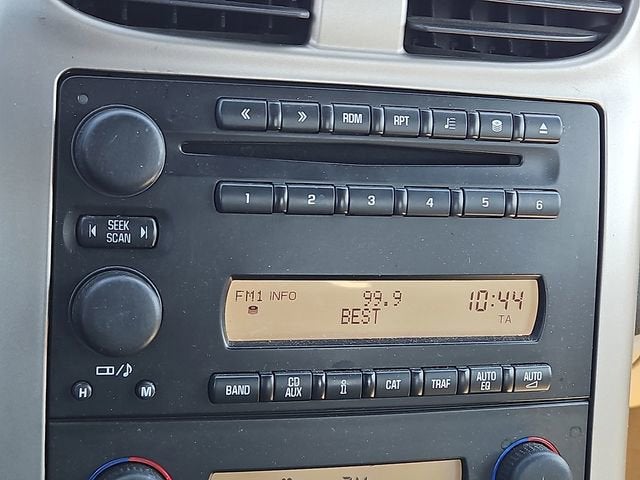 RDM RPT
1 2 3 4 5 6
SEEK
SCAN
FM1 INFO 99.9 10:44
BEST TA
H M
BAND CD AUX i CAT TRAF AUTO EQ AUTO